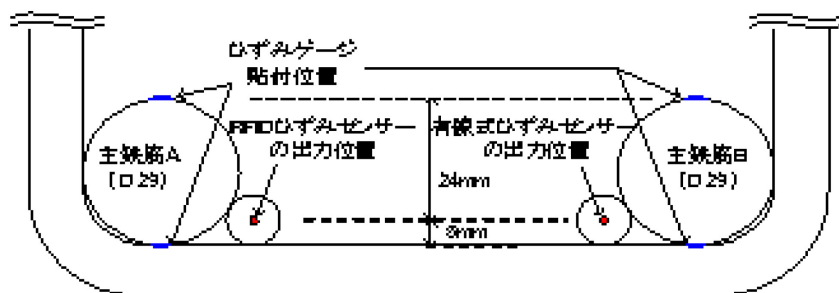 ひずみゲージ
貼付位置
RFIDひずみセンサー
の出力位置
有線式ひずみセンサー
の出力位置
主鉄筋A
(D29)
主鉄筋B
(D29)
24mm
5mm